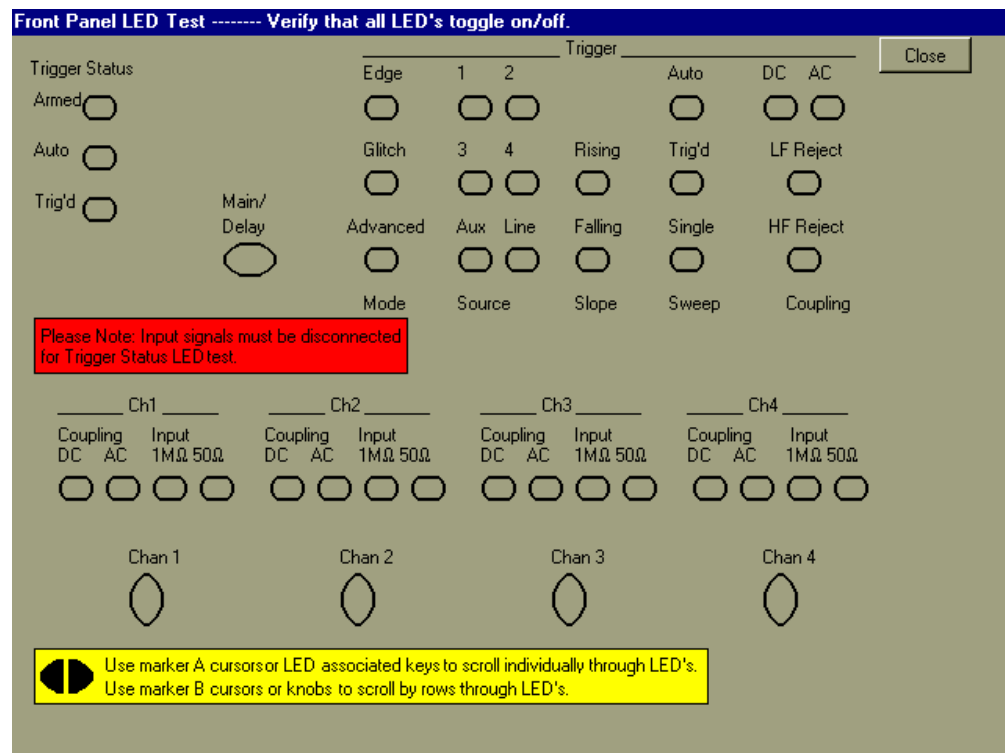 Front Panel LED Test -------- Verify that all LED's toggle on/off.
Close
Trigger Status
Armed
Auto
Trig'd
Main/
Delay
Trigger
Edge 1 2 Auto DC AC
Glitch 3 4 Rising Trig'd LF Reject
Advanced Aux Line Falling Single HF Reject
Mode Source Slope Sweep Coupling
Please Note: Input signals must be disconnected
for Trigger Status LED test.
Ch1 Ch2 Ch3 Ch4
Coupling Input Coupling Input Coupling Input Coupling Input
DC AC 1MΩ 50Ω DC AC 1MΩ 50Ω DC AC 1MΩ 50Ω DC AC 1MΩ 50Ω
Chan 1 Chan 2 Chan 3 Chan 4
Use marker A cursors or LED associated keys to scroll individually through LED's.
Use marker B cursors or knobs to scroll by rows through LED's.